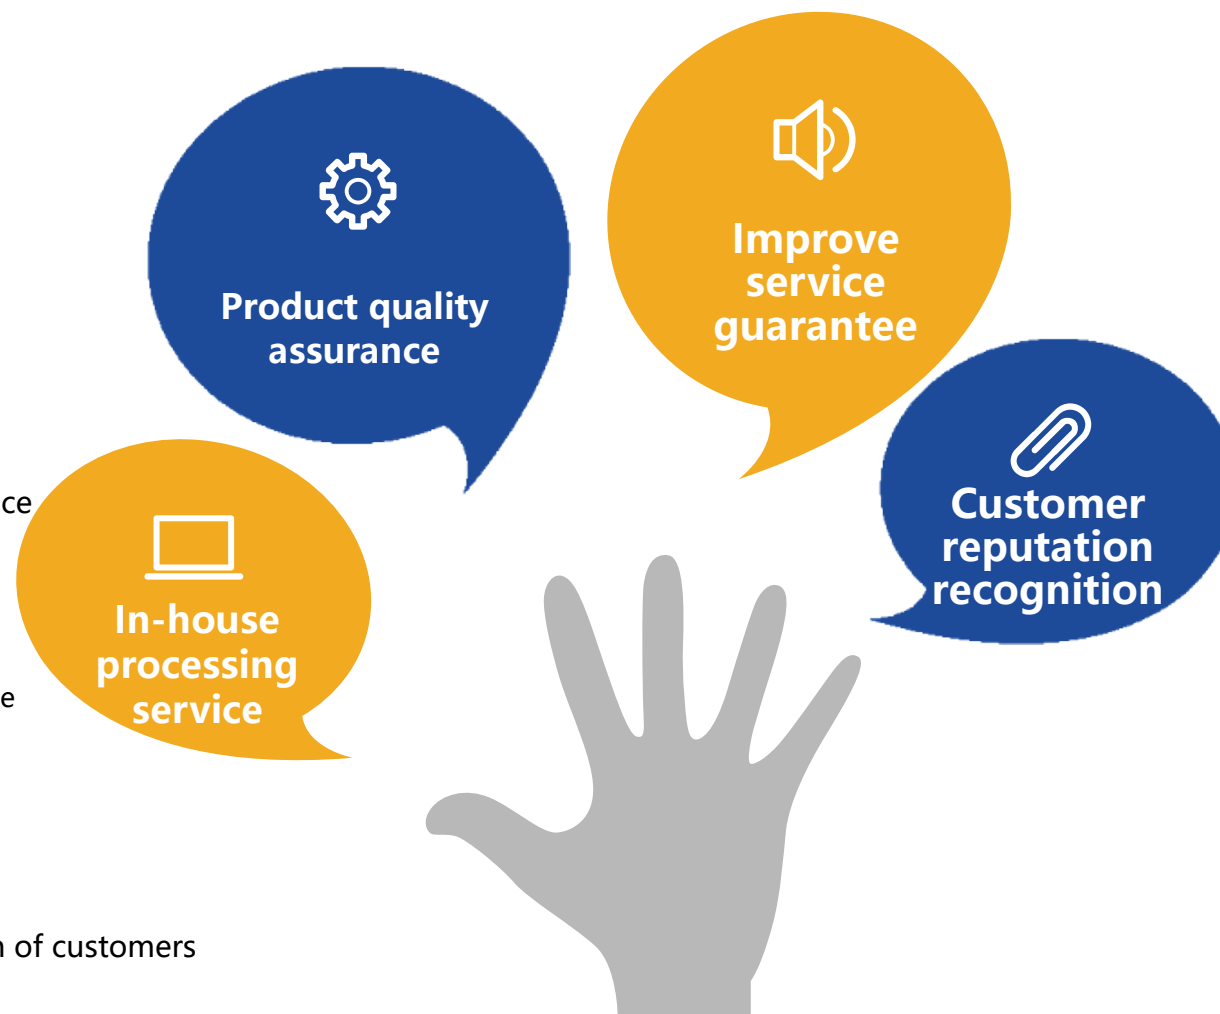 Improve
service
guarantee
Product quality
assurance
Customer
reputation
recognition
ce
In-house
processing
service
e
of customers